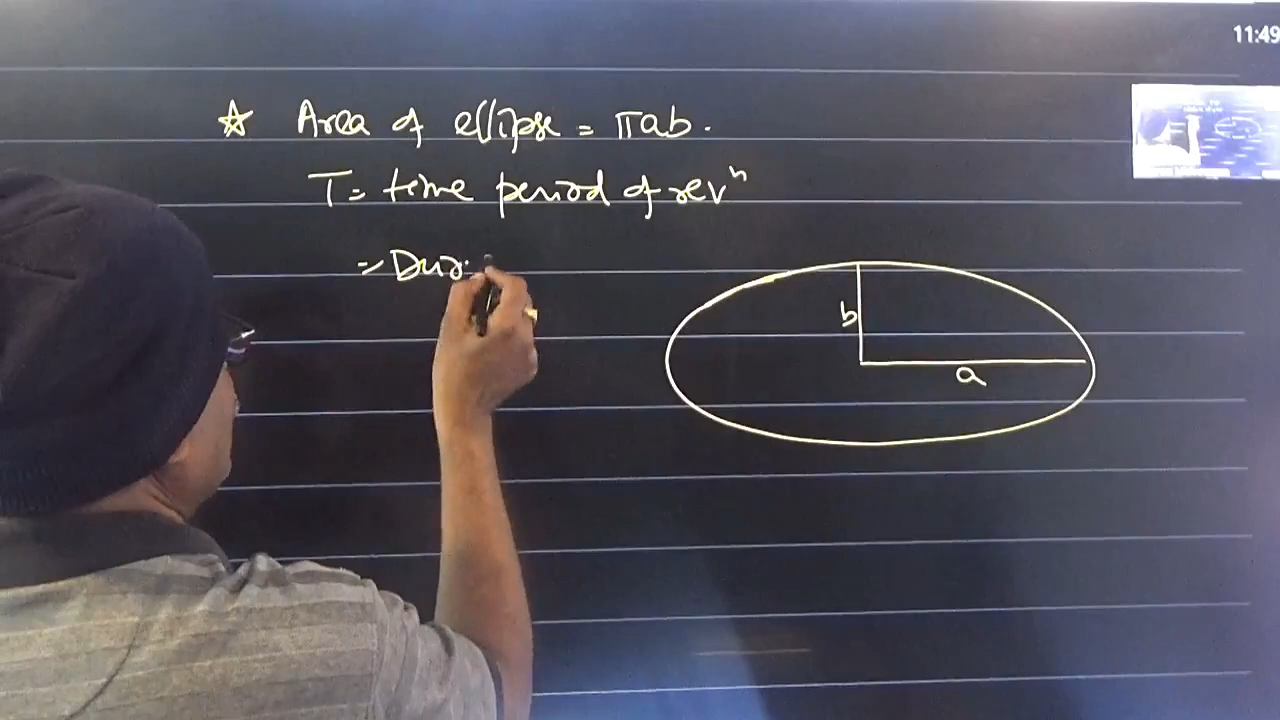 11:49
☆ Area of ellipse = πab.
T = time period of revⁿ
= Dur
b
a